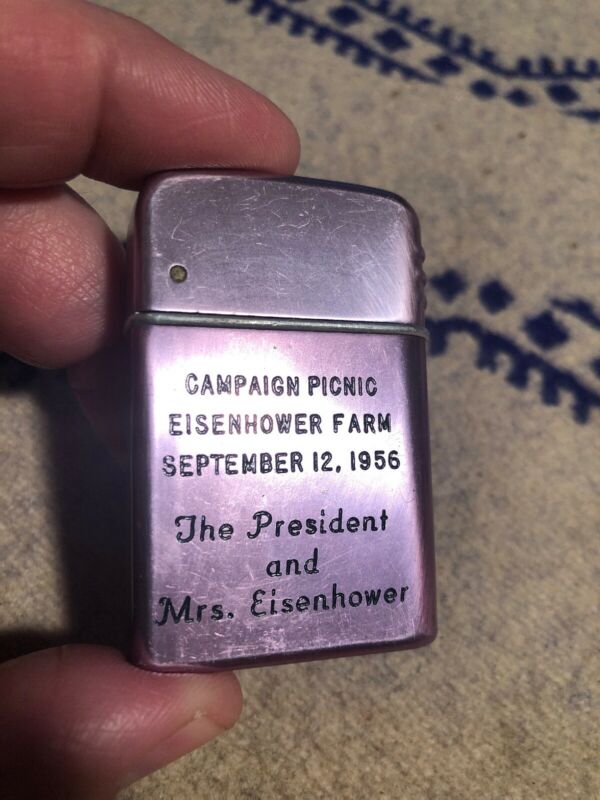 CAMPAIGN PICNIC
EISENHOWER FARM
SEPTEMBER 12, 1956
The President
and
Mrs. Eisenhower